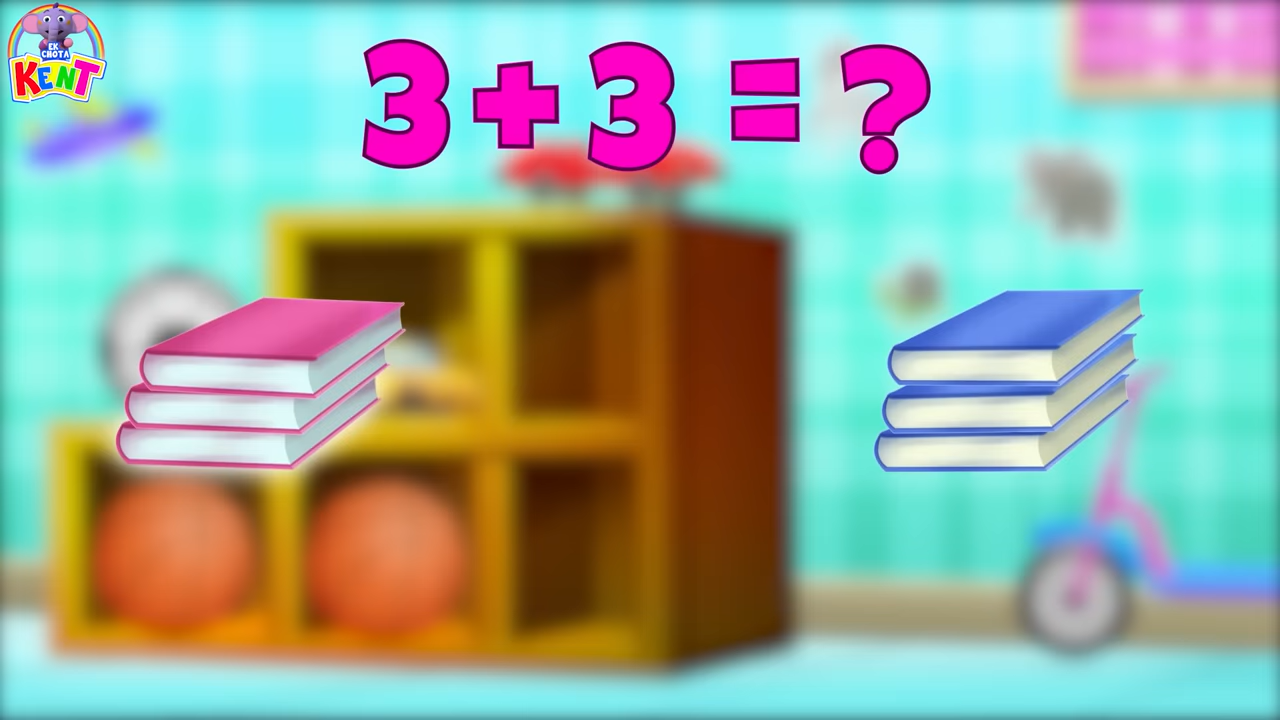 EK
CHOTA
KENT
3 + 3 = ?